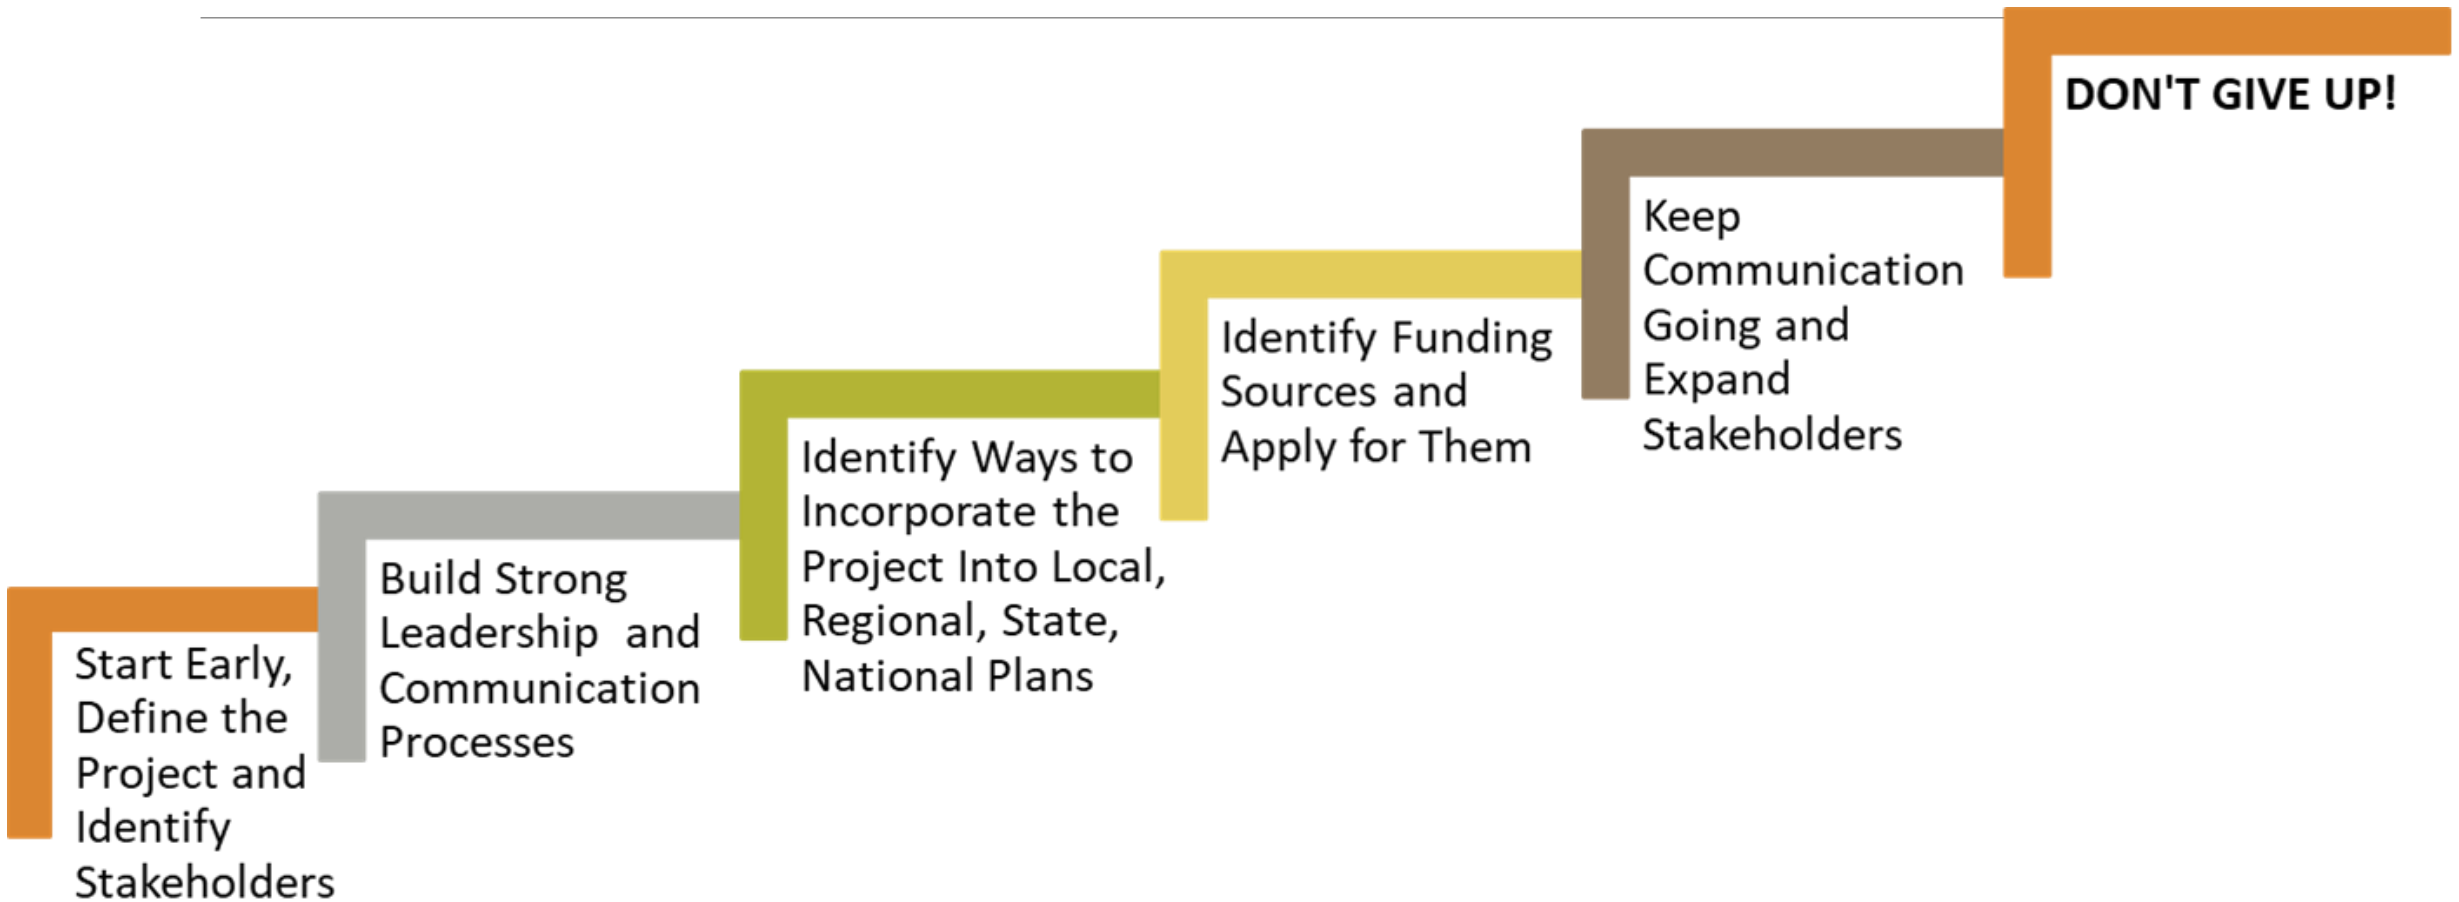 Start Early,
Define the
Project and
Identify
Stakeholders
Build Strong
Leadership and
Communication
Processes
Identify Ways to
Incorporate the
Project Into Local,
Regional, State,
National Plans
Identify Funding
Sources and
Apply for Them
Keep
Communication
Going and
Expand
Stakeholders
DON'T GIVE UP!